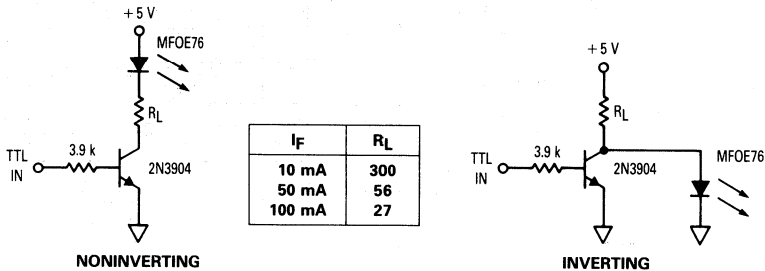 +5 V
MFOE76
RL
3.9 k
TTL
IN
2N3904
NONINVERTING
IF RL
10 mA 300
50 mA 56
100 mA 27
+5 V
RL
3.9 k
TTL
IN
2N3904
MFOE76
INVERTING